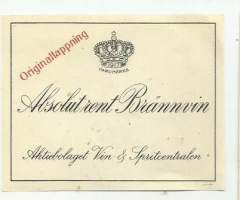 Originaltappning
Absolut rent Brännvin
Aktiebolaget Vin & Spritcentralen